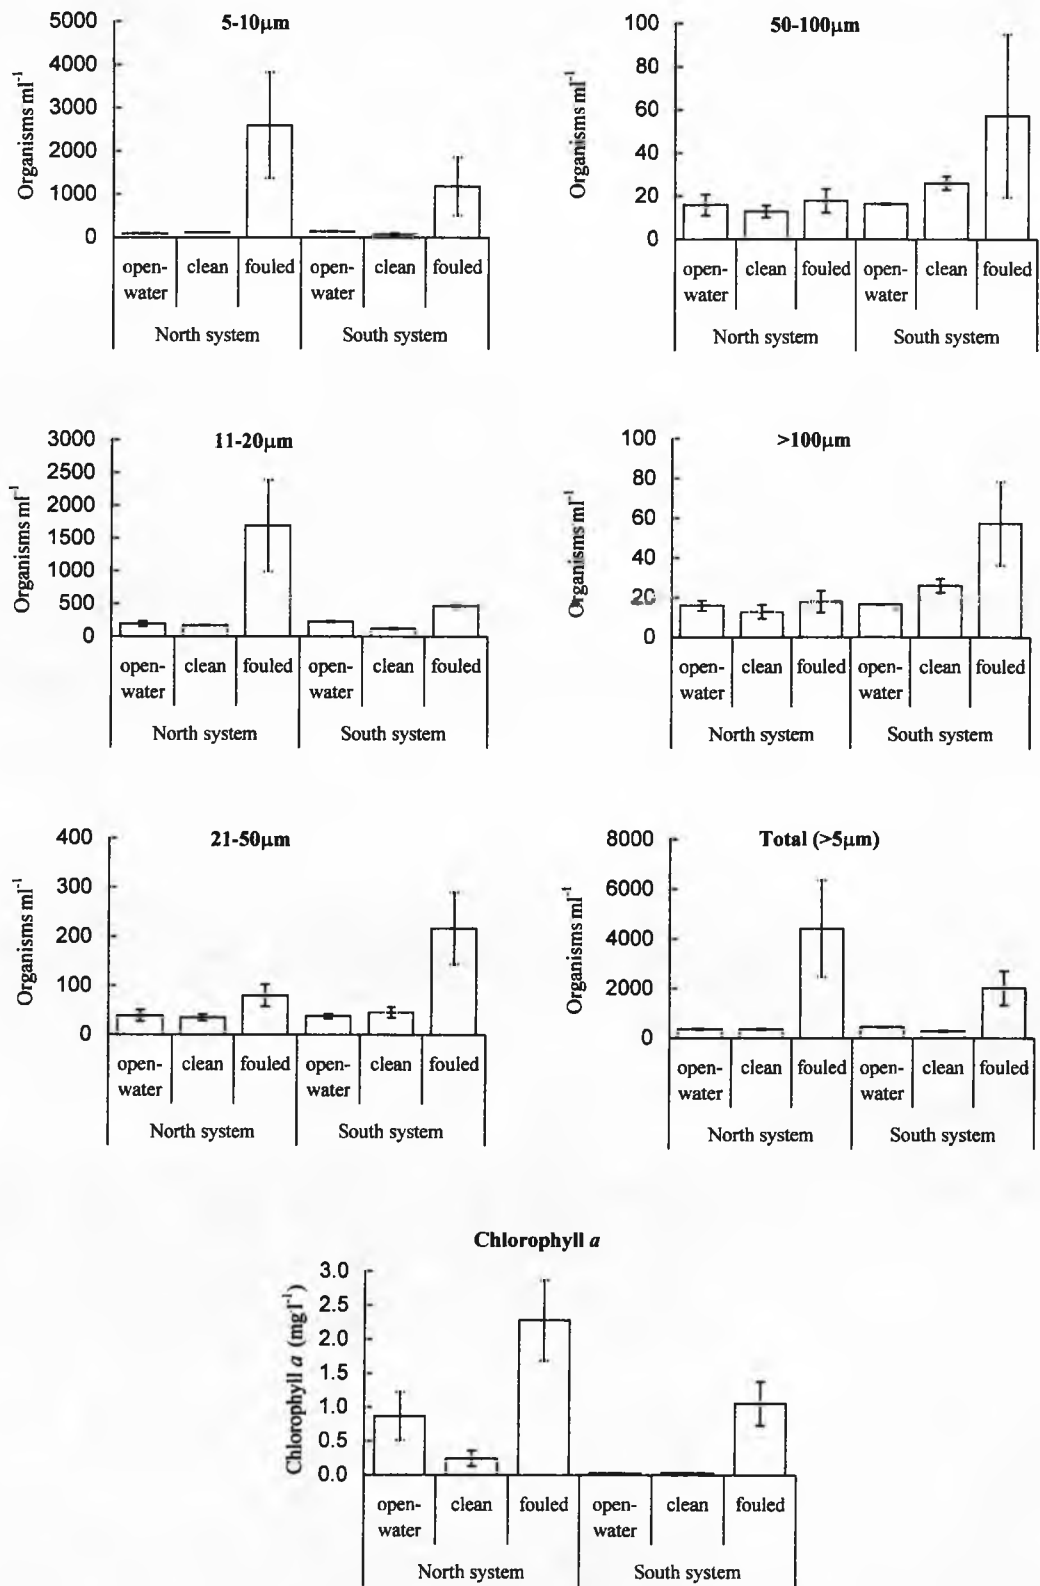 5-10µm
5000
4000
3000
2000
1000
0
Organisms ml⁻¹
open-water clean fouled open-water clean fouled
North system South system
50-100µm
100
80
60
40
20
0
Organisms ml⁻¹
open-water clean fouled open-water clean fouled
North system South system
11-20µm
3000
2500
2000
1500
1000
500
0
Organisms ml⁻¹
open-water clean fouled open-water clean fouled
North system South system
>100µm
100
80
60
40
20
0
Organisms ml⁻¹
open-water clean fouled open-water clean fouled
North system South system
21-50µm
400
300
200
100
0
Organisms ml⁻¹
open-water clean fouled open-water clean fouled
North system South system
Total (>5µm)
8000
6000
4000
2000
0
Organisms ml⁻¹
open-water clean fouled open-water clean fouled
North system South system
Chlorophyll a
3.0
2.5
2.0
1.5
1.0
0.5
0.0
Chlorophyll a (mg l⁻¹)
open-water clean fouled open-water clean fouled
North system South system